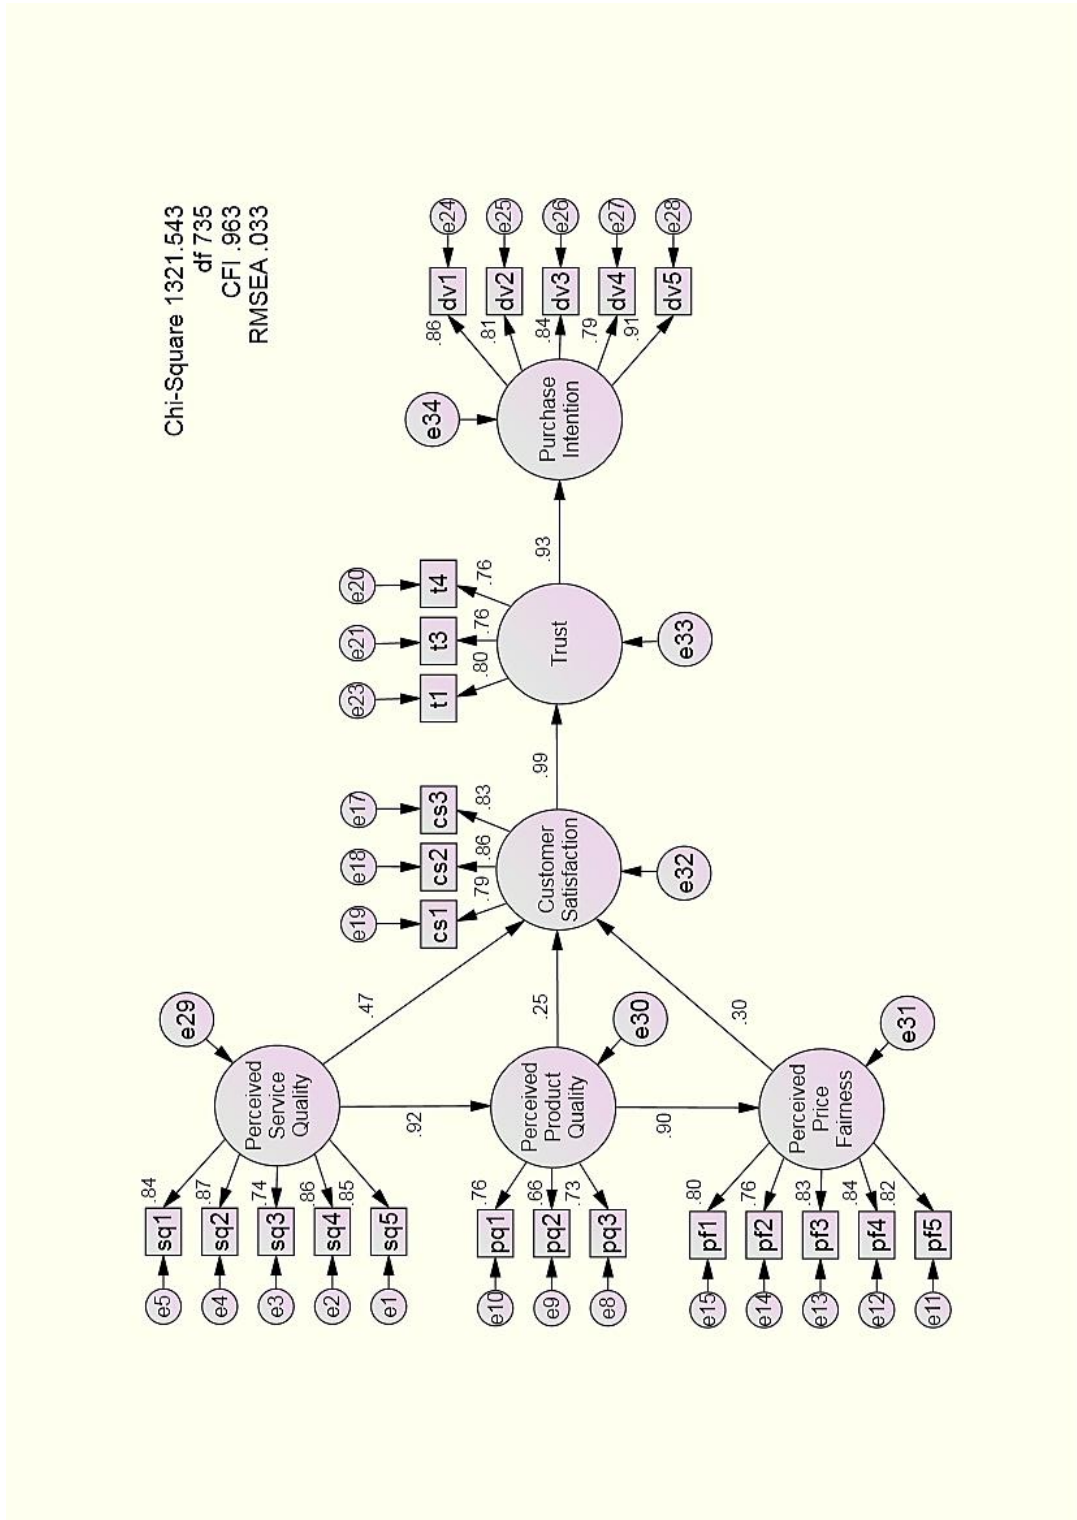 Chi-Square 1321.543
df 735
CFI .963
RMSEA .033
e5
sq1
.84
e4
sq2
.87
e3
sq3
.74
e2
sq4
.86
e1
sq5
.85
Perceived
Service
Quality
e29
.47
.92
e10
pq1
.76
e9
pq2
.66
e8
pq3
.73
Perceived
Product
Quality
e30
.25
.90
e15
pf1
.80
e14
pf2
.76
e13
pf3
.83
e12
pf4
.84
e11
pf5
.82
Perceived
Price
Fairness
e31
.30
e19
cs1
.79
e18
cs2
.86
e17
cs3
.83
Customer
Satisfaction
e32
.99
e23
t1
.80
e21
t3
.76
e20
t4
.76
Trust
e33
.93
e34
Purchase
Intention
.86
dv1
e24
.81
dv2
e25
.84
dv3
e26
.79
dv4
e27
.91
dv5
e28